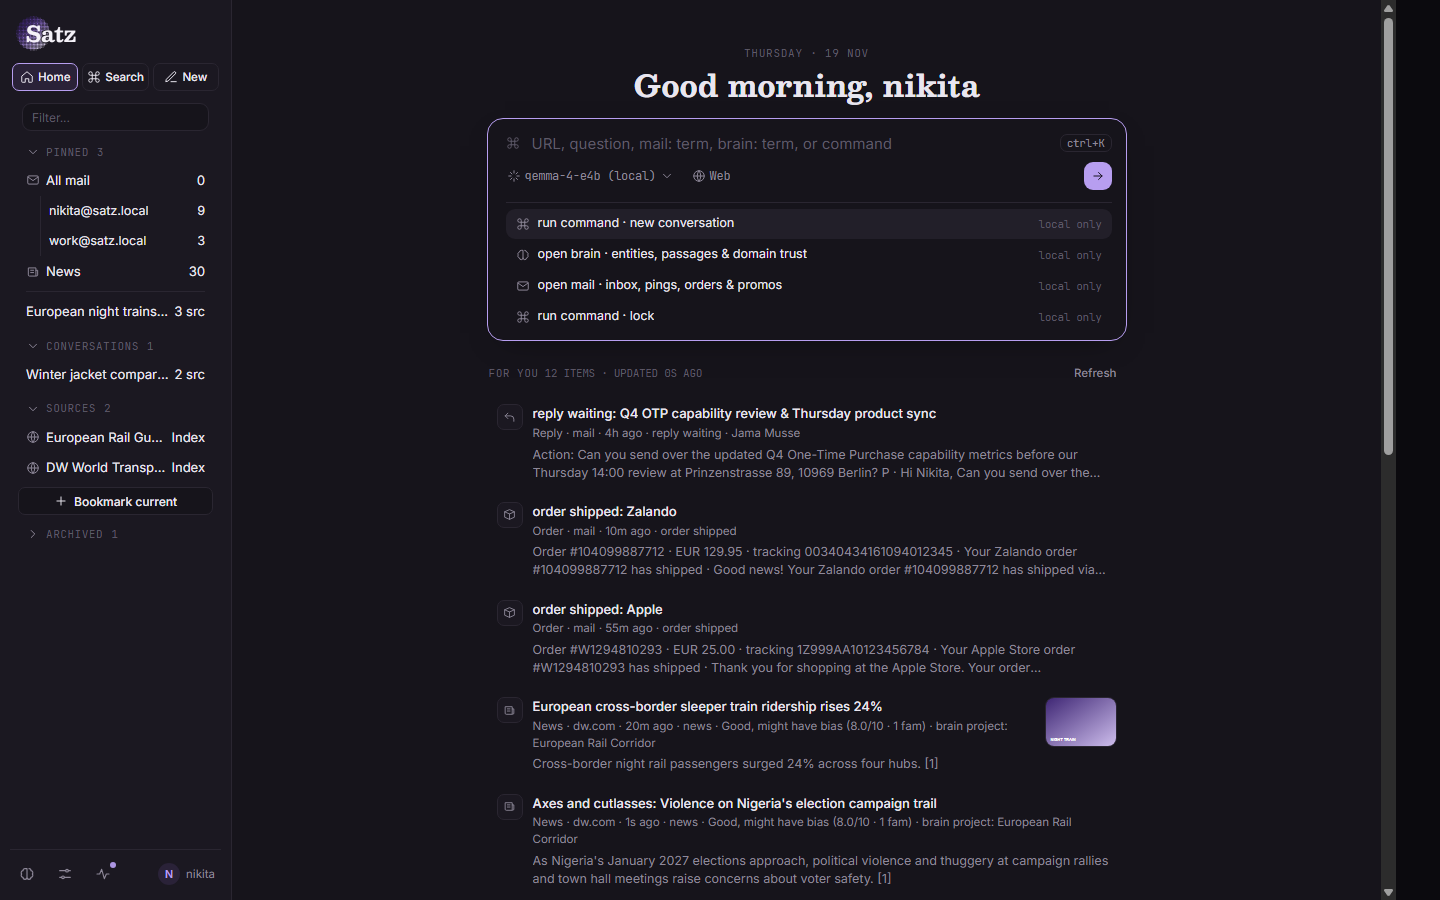 Satz
Home
Search
New
Filter...
PINNED 3
All mail 0
nikita@satz.local 9
work@satz.local 3
News 30
European night trains... 3 src
CONVERSATIONS 1
Winter jacket compar... 2 src
SOURCES 2
European Rail Gu... Index
DW World Transp... Index
+ Bookmark current
ARCHIVED 1
N nikita
THURSDAY · 19 NOV
Good morning, nikita
URL, question, mail: term, brain: term, or command ctrl+K
qemma-4-e4b (local) Web
run command · new conversation local only
open brain · entities, passages & domain trust local only
open mail · inbox, pings, orders & promos local only
run command · lock local only
FOR YOU 12 ITEMS · UPDATED 0S AGO Refresh
reply waiting: Q4 OTP capability review & Thursday product sync
Reply · mail · 4h ago · reply waiting · Jama Musse
Action: Can you send over the updated Q4 One-Time Purchase capability metrics before our
Thursday 14:00 review at Prinzenstrasse 89, 10969 Berlin? P · Hi Nikita, Can you send over the...
order shipped: Zalando
Order · mail · 10m ago · order shipped
Order #104099887712 · EUR 129.95 · tracking 00340434161094012345 · Your Zalando order
#104099887712 has shipped · Good news! Your Zalando order #104099887712 has shipped via...
order shipped: Apple
Order · mail · 55m ago · order shipped
Order #W1294810293 · EUR 25.00 · tracking 1Z999AA10123456784 · Your Apple Store order
#W1294810293 has shipped · Thank you for shopping at the Apple Store. Your order...
European cross-border sleeper train ridership rises 24%
News · dw.com · 20m ago · news · Good, might have bias (8.0/10 · 1 fam) · brain project:
European Rail Corridor
Cross-border night rail passengers surged 24% across four hubs. [1]
NIGHT TRAIN
Axes and cutlasses: Violence on Nigeria's election campaign trail
News · dw.com · 1s ago · news · Good, might have bias (8.0/10 · 1 fam) · brain project: European Rail
Corridor
As Nigeria's January 2027 elections approach, political violence and thuggery at campaign rallies
and town hall meetings raise concerns about voter safety. [1]